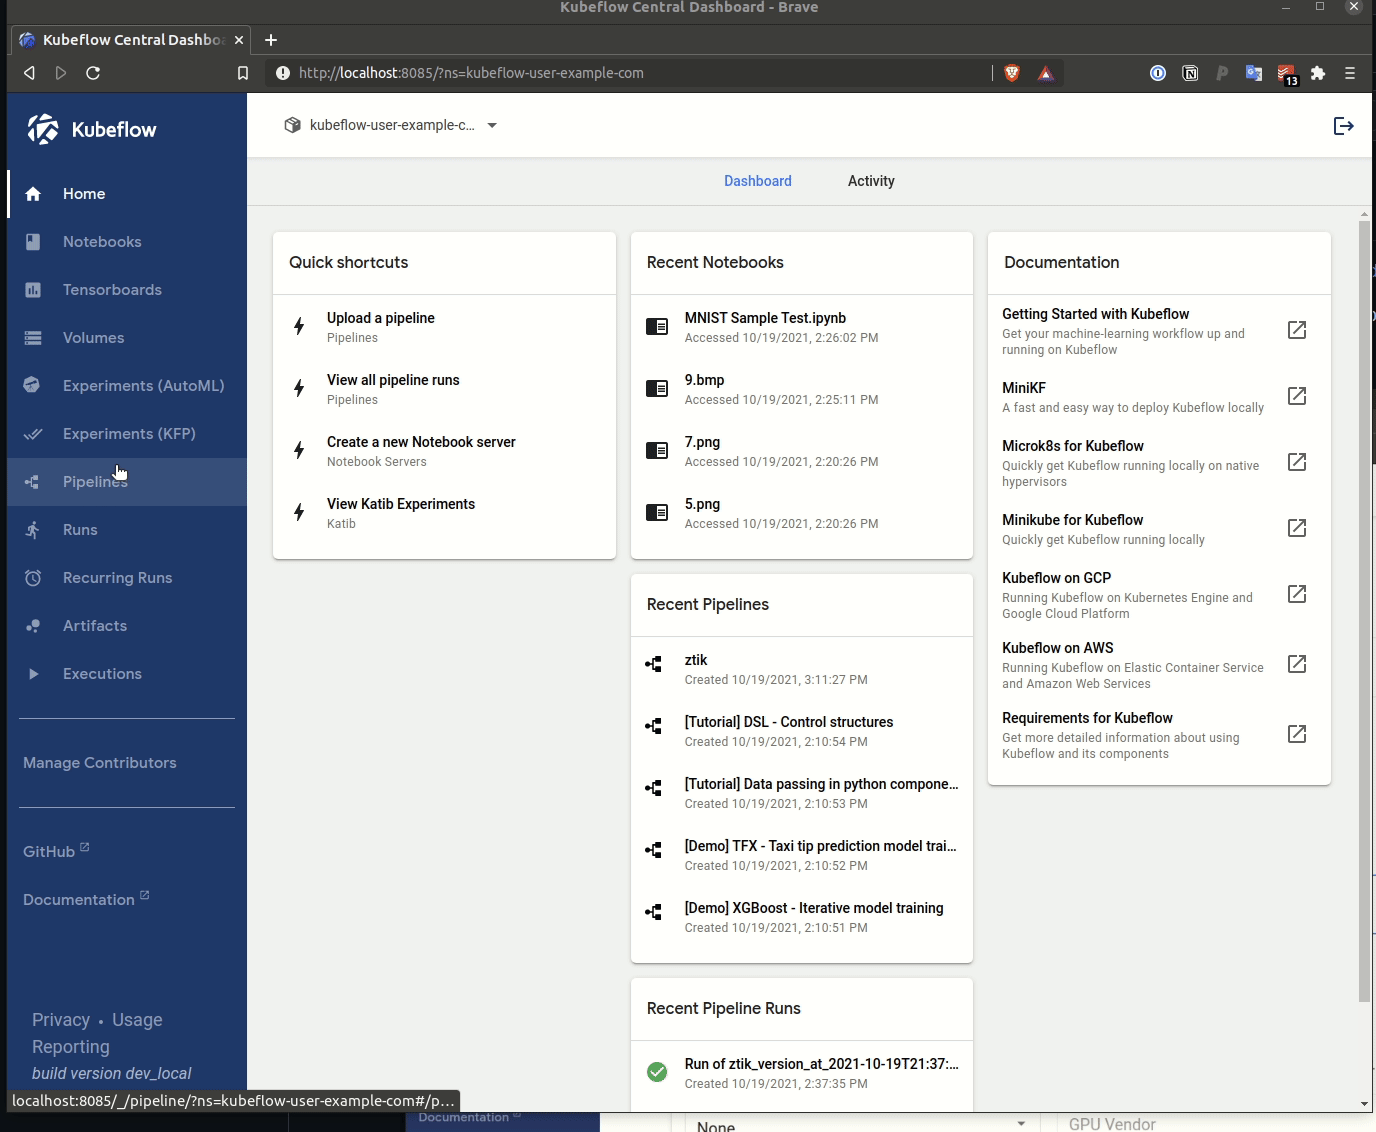 Kubeflow Central Dashboard - Brave
Kubeflow Central Dashbo
http://localhost:8085/?ns=kubeflow-user-example-com
13
Kubeflow
kubeflow-user-example-c...
Home
Notebooks
Tensorboards
Volumes
Experiments (AutoML)
Experiments (KFP)
Pipelines
Runs
Recurring Runs
Artifacts
Executions
Manage Contributors
GitHub
Documentation
Privacy • Usage
Reporting
build version dev_local
localhost:8085/_/pipeline/?ns=kubeflow-user-example-com#/p...
Dashboard
Activity
Quick shortcuts
Upload a pipeline
Pipelines
View all pipeline runs
Pipelines
Create a new Notebook server
Notebook Servers
View Katib Experiments
Katib
Recent Notebooks
MNIST Sample Test.ipynb
Accessed 10/19/2021, 2:26:02 PM
9.bmp
Accessed 10/19/2021, 2:25:11 PM
7.png
Accessed 10/19/2021, 2:20:26 PM
5.png
Accessed 10/19/2021, 2:20:26 PM
Recent Pipelines
ztik
Created 10/19/2021, 3:11:27 PM
[Tutorial] DSL - Control structures
Created 10/19/2021, 2:10:54 PM
[Tutorial] Data passing in python compone...
Created 10/19/2021, 2:10:53 PM
[Demo] TFX - Taxi tip prediction model trai...
Created 10/19/2021, 2:10:52 PM
[Demo] XGBoost - Iterative model training
Created 10/19/2021, 2:10:51 PM
Recent Pipeline Runs
Run of ztik_version_at_2021-10-19T21:37:...
Created 10/19/2021, 2:37:35 PM
Documentation
Getting Started with Kubeflow
Get your machine-learning workflow up and
running on Kubeflow
MiniKF
A fast and easy way to deploy Kubeflow locally
Microk8s for Kubeflow
Quickly get Kubeflow running locally on native
hypervisors
Minikube for Kubeflow
Quickly get Kubeflow running locally
Kubeflow on GCP
Running Kubeflow on Kubernetes Engine and
Google Cloud Platform
Kubeflow on AWS
Running Kubeflow on Elastic Container Service
and Amazon Web Services
Requirements for Kubeflow
Get more detailed information about using
Kubeflow and its components
Documentation
None
GPU Vendor